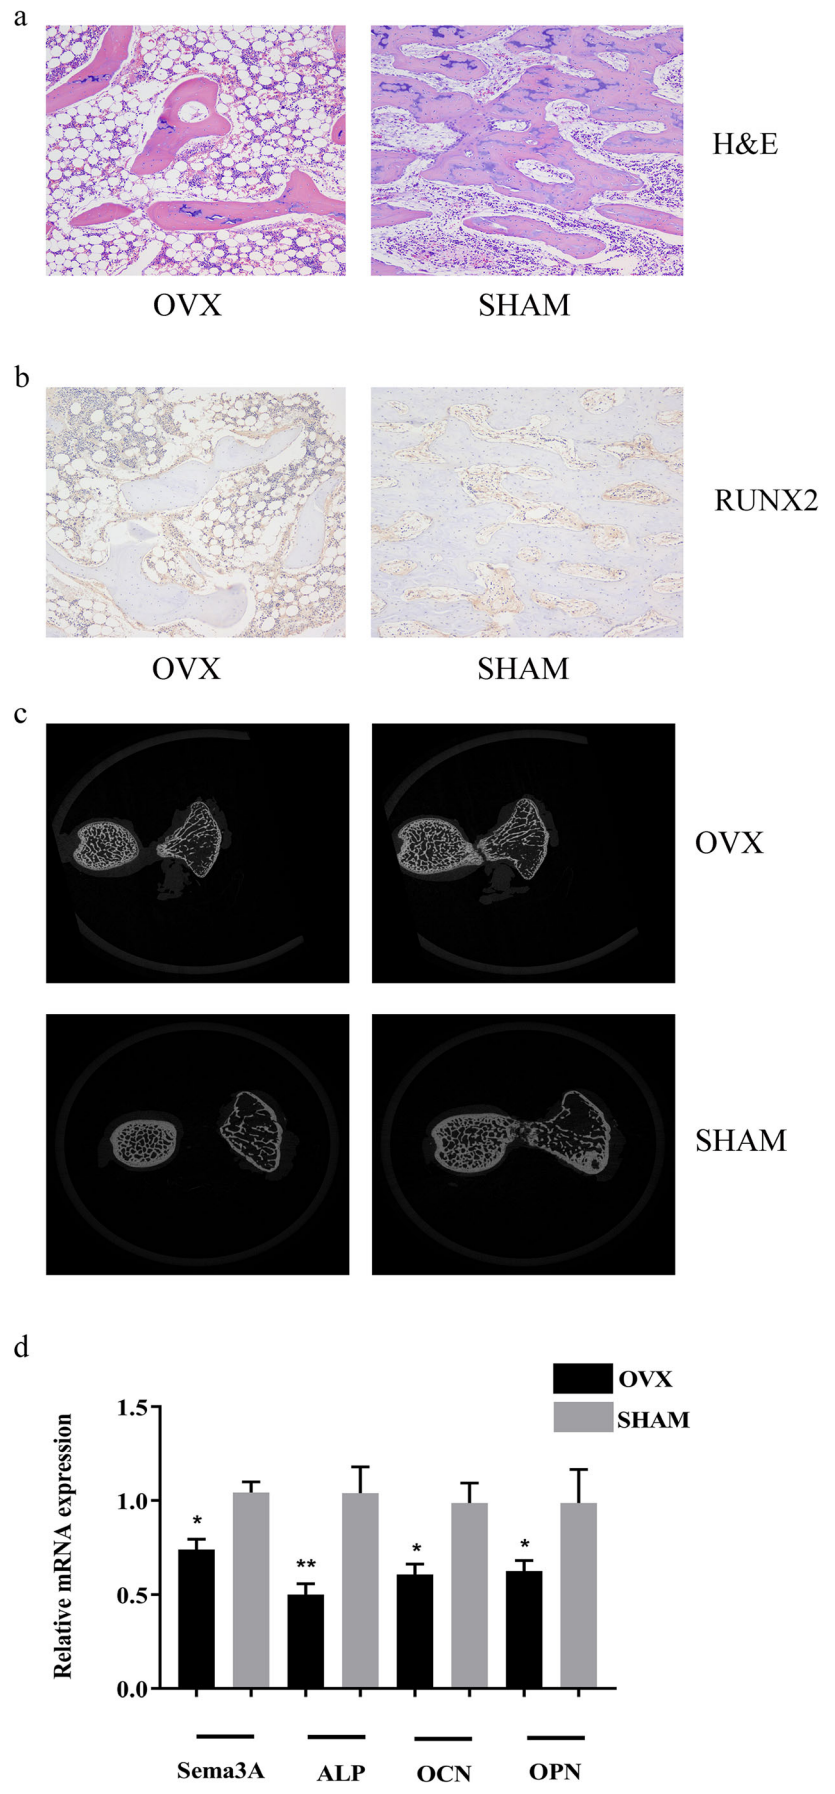 a
H&E
OVX
SHAM
b
RUNX2
OVX
SHAM
c
OVX
SHAM
d
OVX
SHAM
Relative mRNA expression
1.5
1.0
0.5
0.0
*
**
*
*
Sema3A
ALP
OCN
OPN